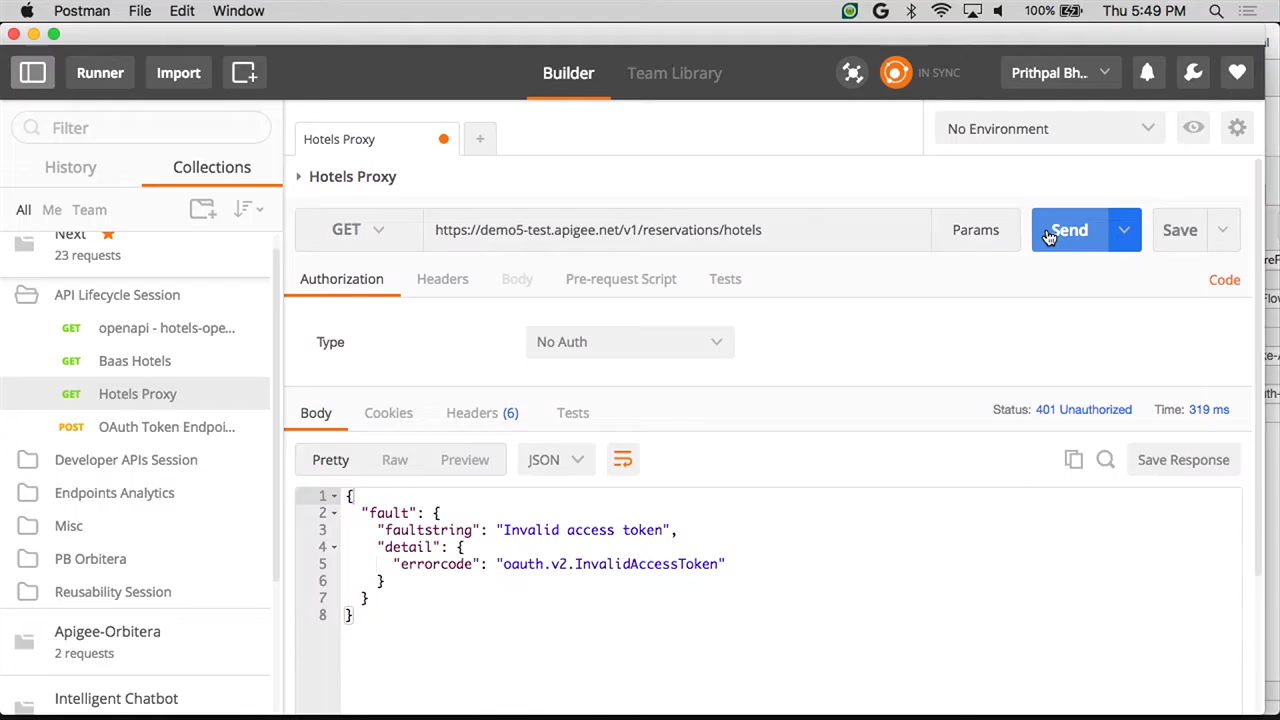 Postman File Edit Window 100% Thu 5:49 PM
Runner Import Builder Team Library IN SYNC Prithpal Bh..
Filter
Hotels Proxy + No Environment
History Collections
Hotels Proxy
All Me Team
Next
23 requests
GET https://demo5-test.apigee.net/v1/reservations/hotels Params Send Save
Authorization Headers Body Pre-request Script Tests Code
API Lifecycle Session
GET openapi - hotels-ope...
GET Baas Hotels
GET Hotels Proxy
POST OAuth Token Endpoi...
Developer APIs Session
Endpoints Analytics
Misc
PB Orbitera
Reusability Session
Apigee-Orbitera
2 requests
Intelligent Chatbot
Type No Auth
Body Cookies Headers (6) Tests Status: 401 Unauthorized Time: 319 ms
Pretty Raw Preview JSON Save Response
1 {
2 "fault": {
3 "faultstring": "Invalid access token",
4 "detail": {
5 "errorcode": "oauth.v2.InvalidAccessToken"
6 }
7 }
8 }